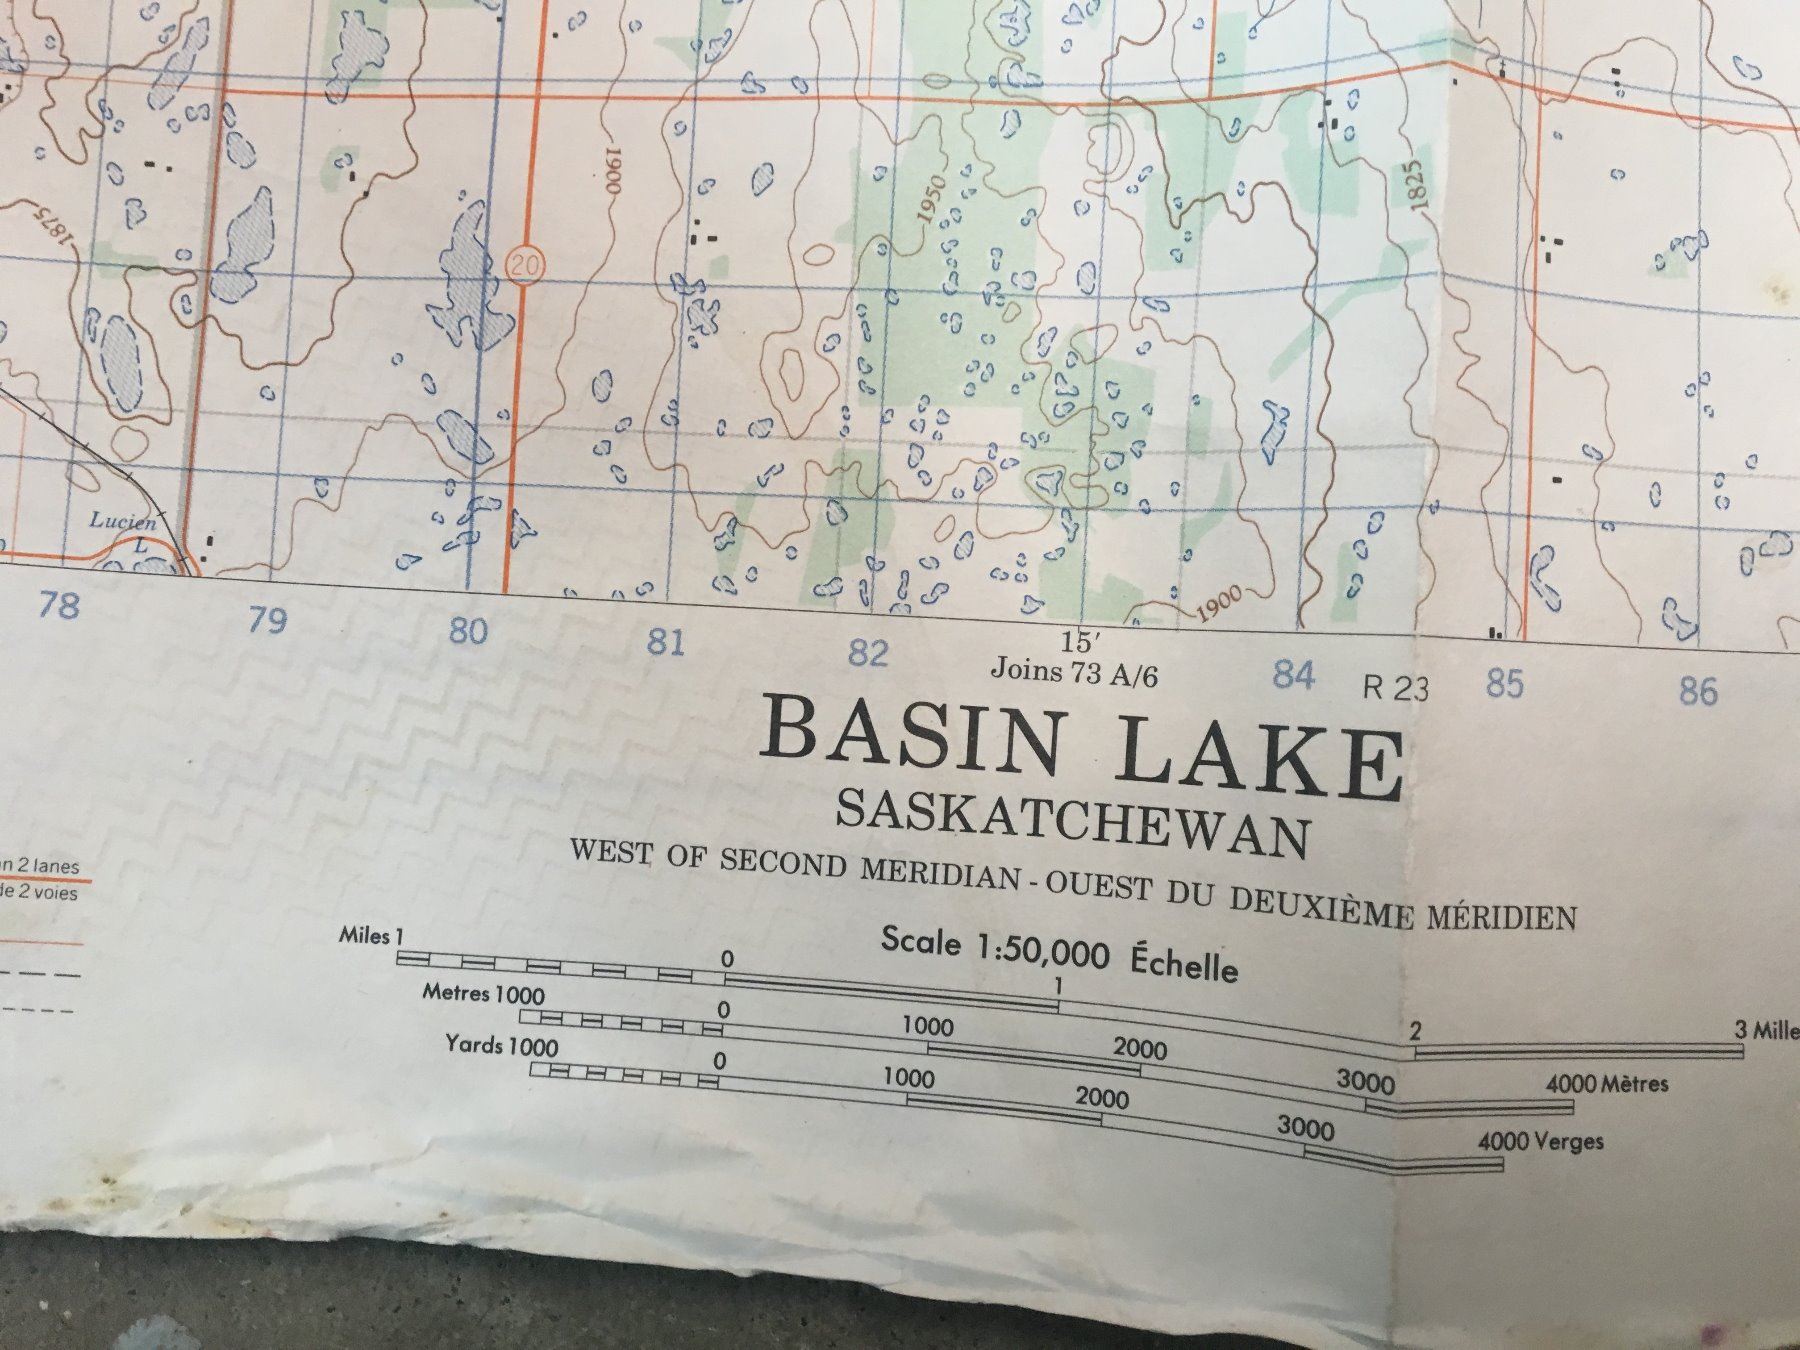 1900
1950
1825
1875
20
Lucien
L
1900
78 79 80 81 82 15′ 84 R 23 85 86
Joins 73 A/6
BASIN LAKE
SASKATCHEWAN
WEST OF SECOND MERIDIAN - OUEST DU DEUXIÈME MÉRIDIEN
n 2 lanes
de 2 voies
Scale 1:50,000 Échelle
Miles 1 0 1 2 3 Mille
Metres 1000 0 1000 2000 3000 4000 Mètres
Yards 1000 0 1000 2000 3000 4000 Verges